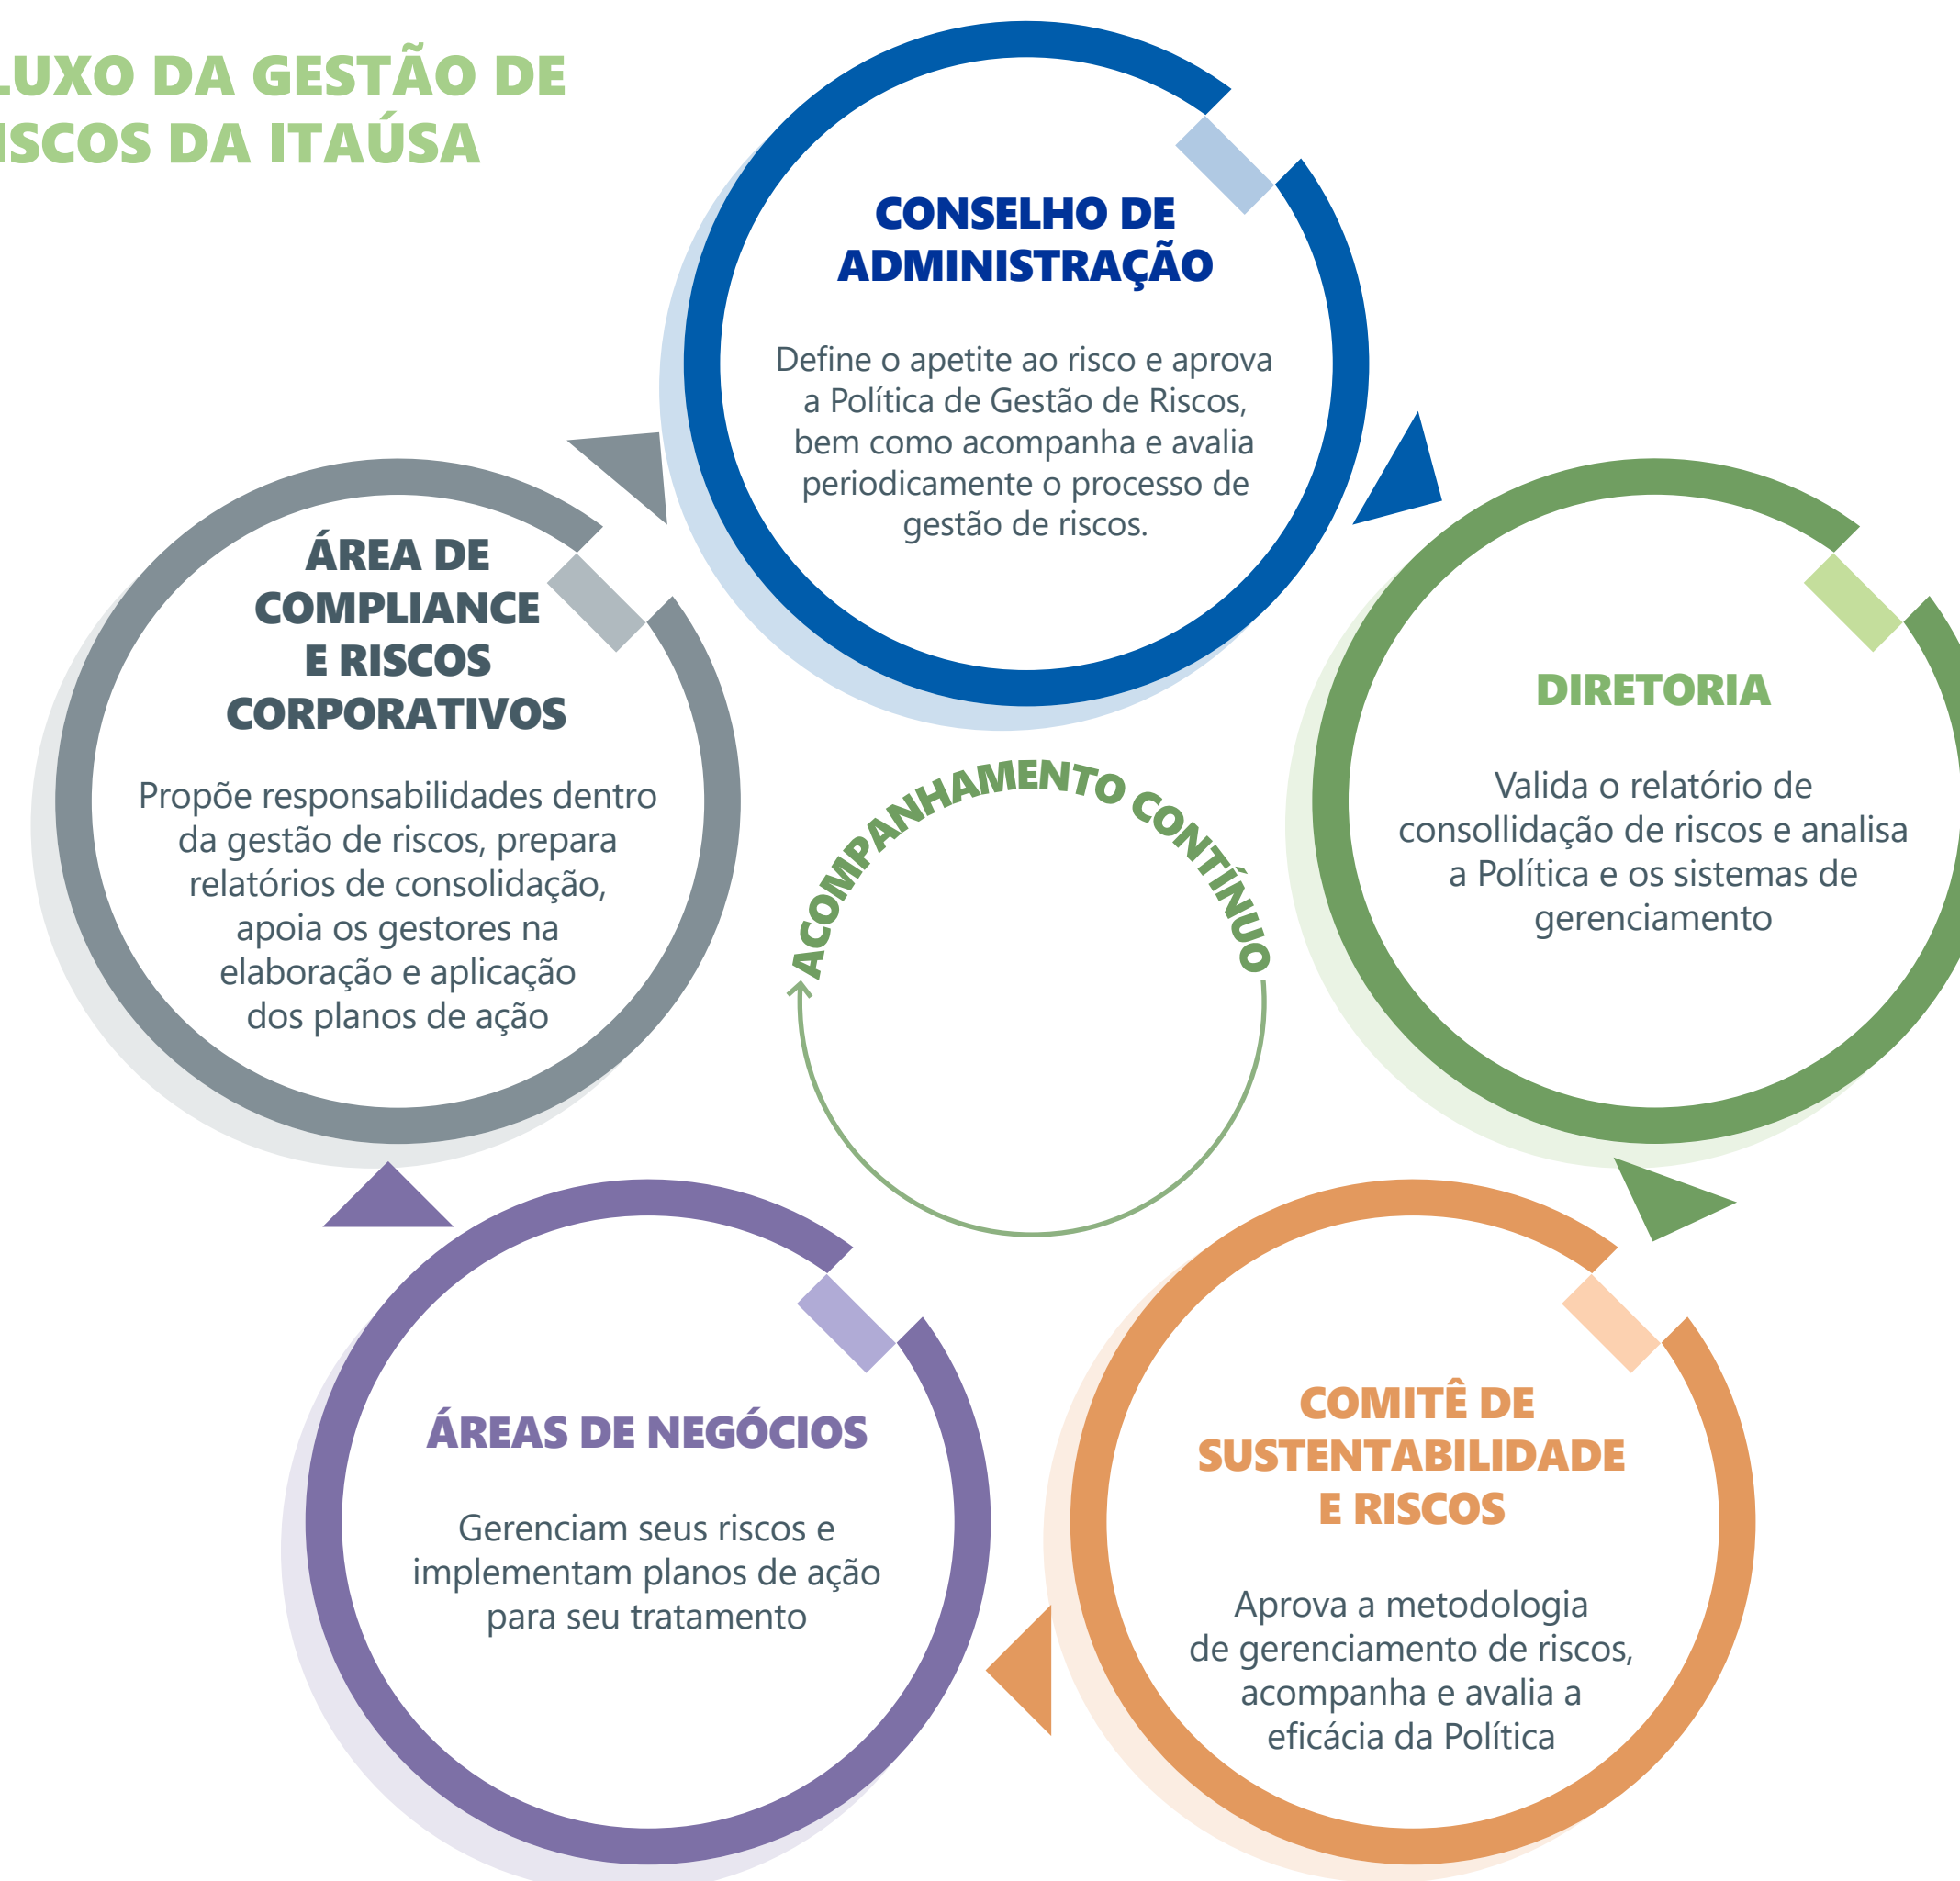 LUXO DA GESTÃO DE
ISCOS DA ITAÚSA
CONSELHO DE
ADMINISTRAÇÃO
Define o apetite ao risco e aprova
a Política de Gestão de Riscos,
bem como acompanha e avalia
periodicamente o processo de
gestão de riscos.
DIRETORIA
Valida o relatório de
consollidação de riscos e analisa
a Política e os sistemas de
gerenciamento
COMITÊ DE
SUSTENTABILIDADE
E RISCOS
Aprova a metodologia
de gerenciamento de riscos,
acompanha e avalia a
eficácia da Política
ÁREAS DE NEGÓCIOS
Gerenciam seus riscos e
implementam planos de ação
para seu tratamento
ÁREA DE
COMPLIANCE
E RISCOS
CORPORATIVOS
Propõe responsabilidades dentro
da gestão de riscos, prepara
relatórios de consolidação,
apoia os gestores na
elaboração e aplicação
dos planos de ação
ACOMPANHAMENTO CONTÍNUO